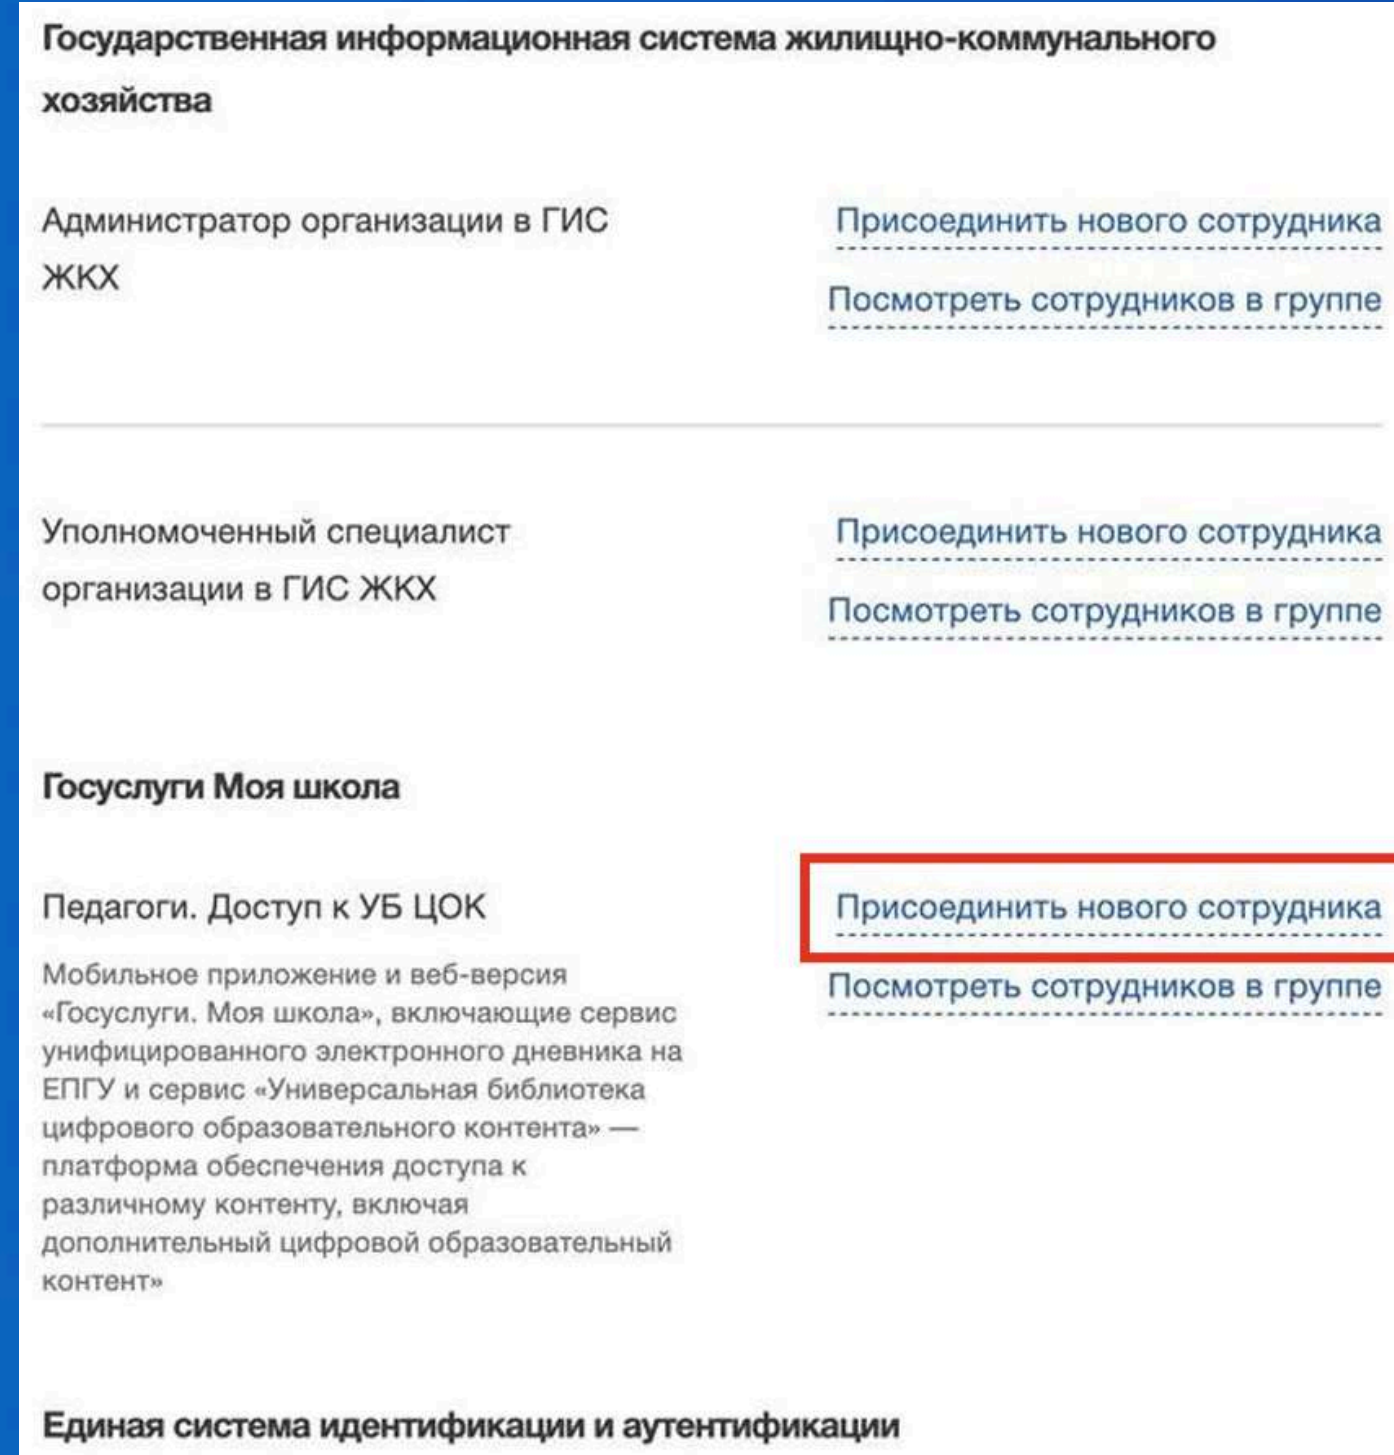 Государственная информационная система жилищно-коммунального
хозяйства
Администратор организации в ГИС
ЖКХ
Присоединить нового сотрудника
Посмотреть сотрудников в группе
Уполномоченный специалист
организации в ГИС ЖКХ
Присоединить нового сотрудника
Посмотреть сотрудников в группе
Госуслуги Моя школа
Педагоги. Доступ к УБ ЦОК
Присоединить нового сотрудника
Посмотреть сотрудников в группе
Мобильное приложение и веб-версия
«Госуслуги. Моя школа», включающие сервис
унифицированного электронного дневника на
ЕПГУ и сервис «Универсальная библиотека
цифрового образовательного контента» —
платформа обеспечения доступа к
различному контенту, включая
дополнительный цифровой образовательный
контент»
Единая система идентификации и аутентификации